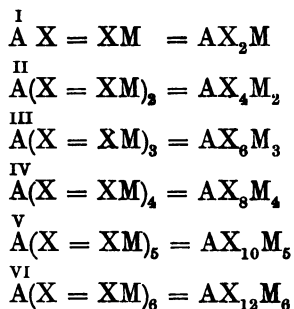 I
A X = XM = AX₂M
II
A(X = XM)₂ = AX₄M₂
III
A(X = XM)₃ = AX₆M₃
IV
A(X = XM)₄ = AX₈M₄
V
A(X = XM)₅ = AX₁₀M₅
VI
A(X = XM)₆ = AX₁₂M₆